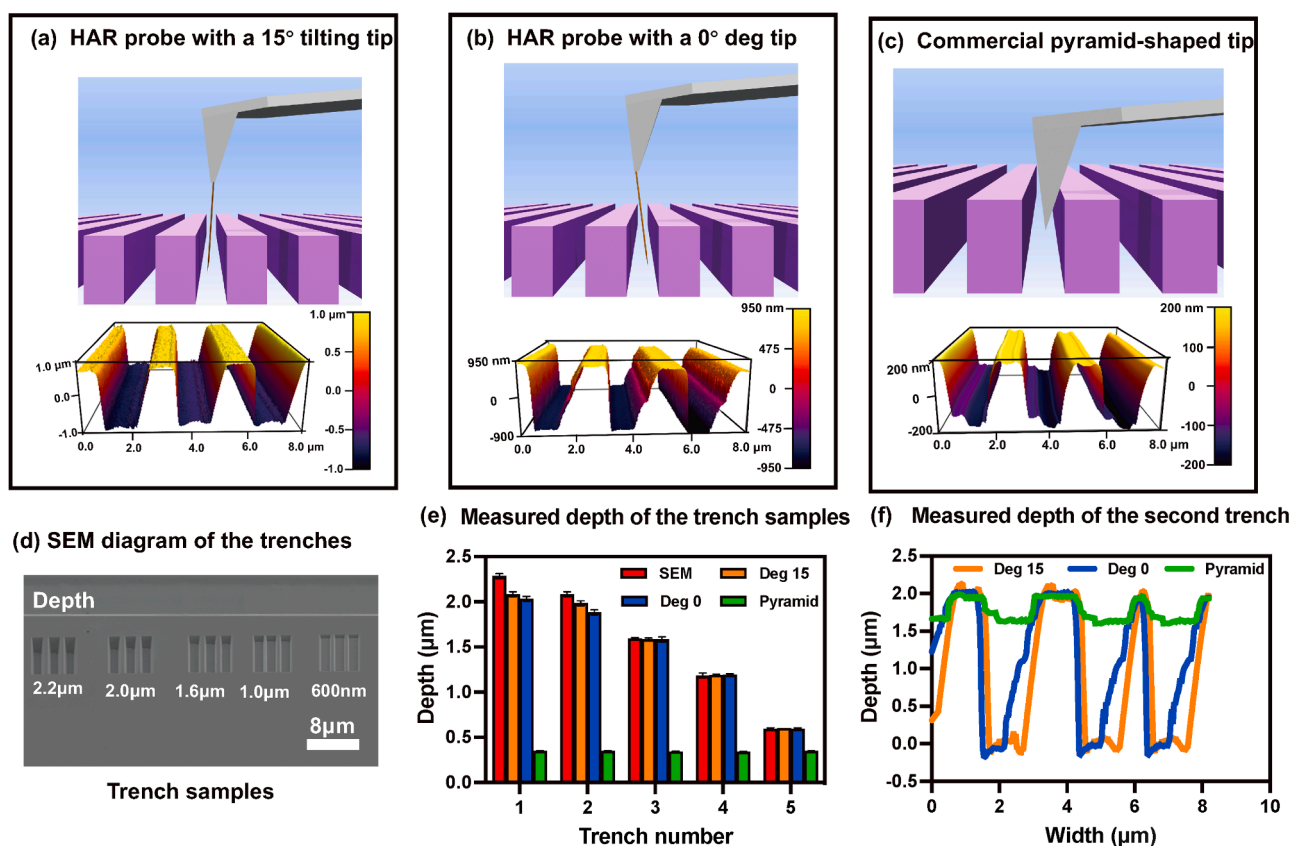 (a) HAR probe with a 15° tilting tip
1.0 μm
0.0
-1.0
0.0 2.0 4.0 6.0 8.0 μm
1.0 μm
0.5
0.0
-0.5
-1.0
(b) HAR probe with a 0° deg tip
950 nm
0
-900
0.0 2.0 4.0 6.0 8.0 μm
950 nm
475
0
-475
-950
(c) Commercial pyramid-shaped tip
200 nm
0
-200
0.0 2.0 4.0 6.0 8.0 μm
200 nm
100
0
-100
-200
(d) SEM diagram of the trenches
Depth
2.2μm 2.0μm 1.6μm 1.0μm 600nm
8μm
Trench samples
(e) Measured depth of the trench samples
SEM Deg 15
Deg 0 Pyramid
Depth (μm)
2.5
2.0
1.5
1.0
0.5
0.0
1 2 3 4 5
Trench number
(f) Measured depth of the second trench
Deg 15 Deg 0 Pyramid
Depth (μm)
2.5
2.0
1.5
1.0
0.5
0.0
-0.5
0 2 4 6 8 10
Width (μm)